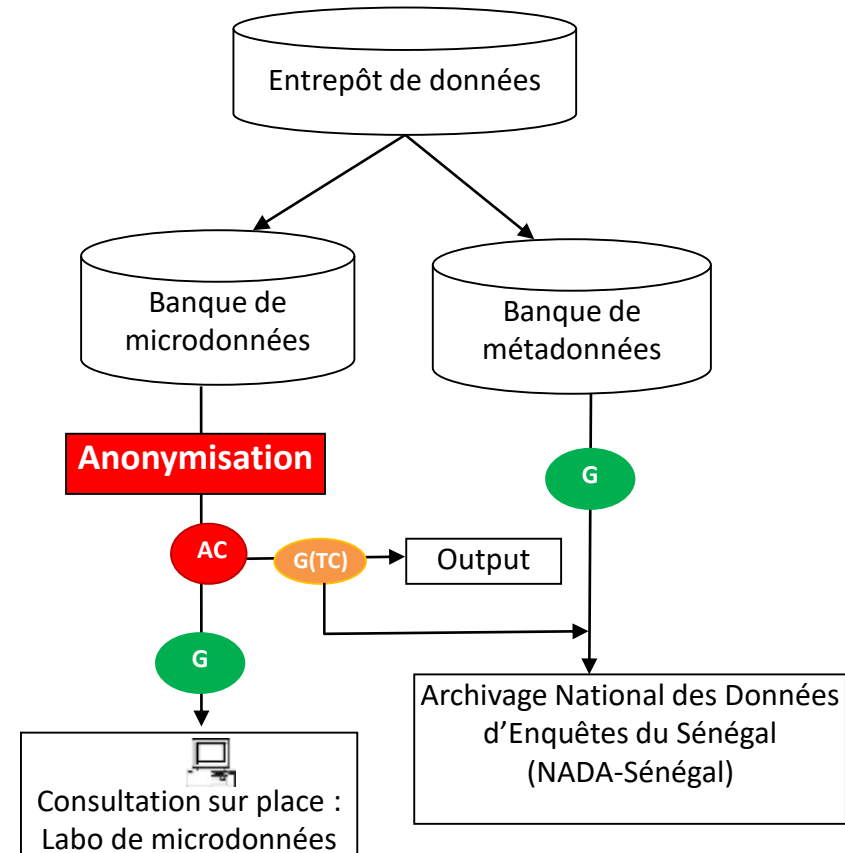 Entrepôt de données
Banque de
microdonnées
Banque de
métadonnées
Anonymisation
G
AC
G(TC)
Output
G
Archivage National des Données
d’Enquêtes du Sénégal
(NADA-Sénégal)
Consultation sur place :
Labo de microdonnées